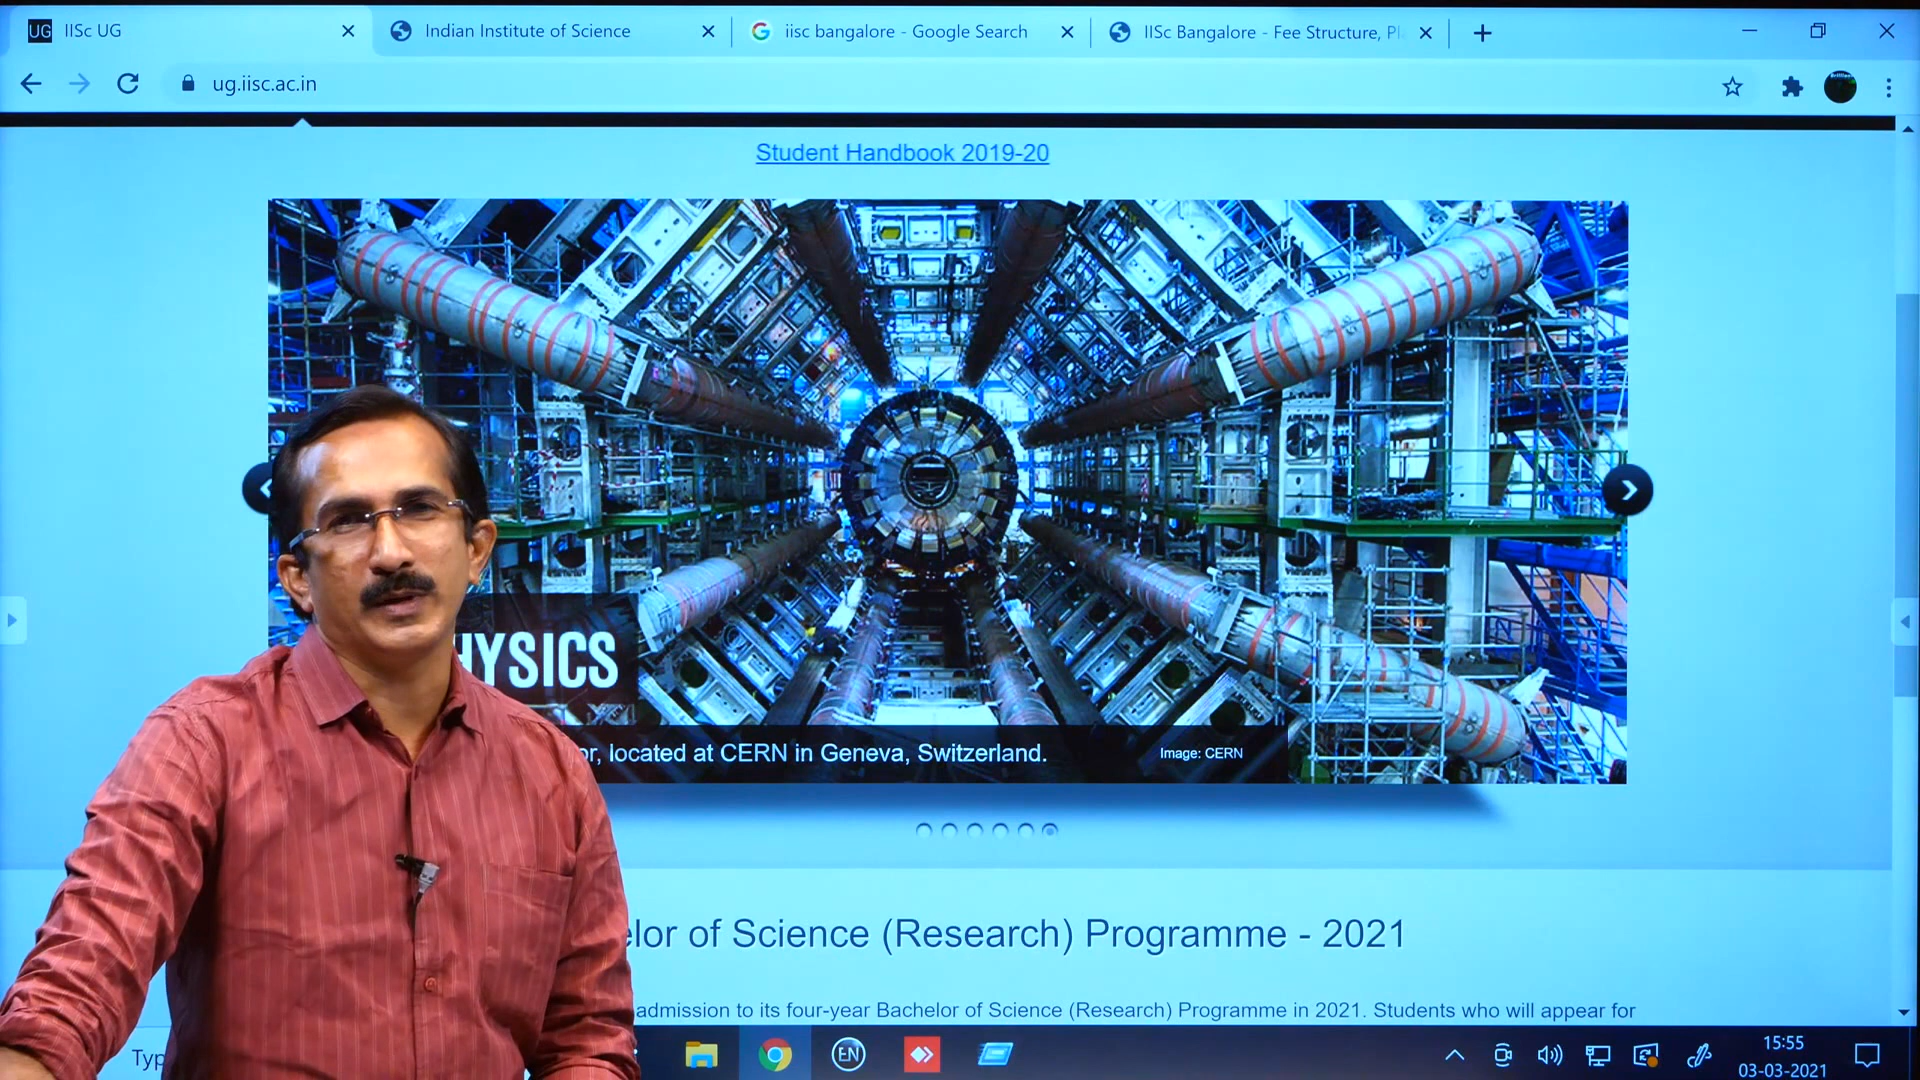 UG IISc UG
Indian Institute of Science
iisc bangalore - Google Search
IISc Bangalore - Fee Structure, Pl
ug.iisc.ac.in
Student Handbook 2019-20
HYSICS
or, located at CERN in Geneva, Switzerland.
Image: CERN
elor of Science (Research) Programme - 2021
admission to its four-year Bachelor of Science (Research) Programme in 2021. Students who will appear for
Typ
EN
15:55
03-03-2021